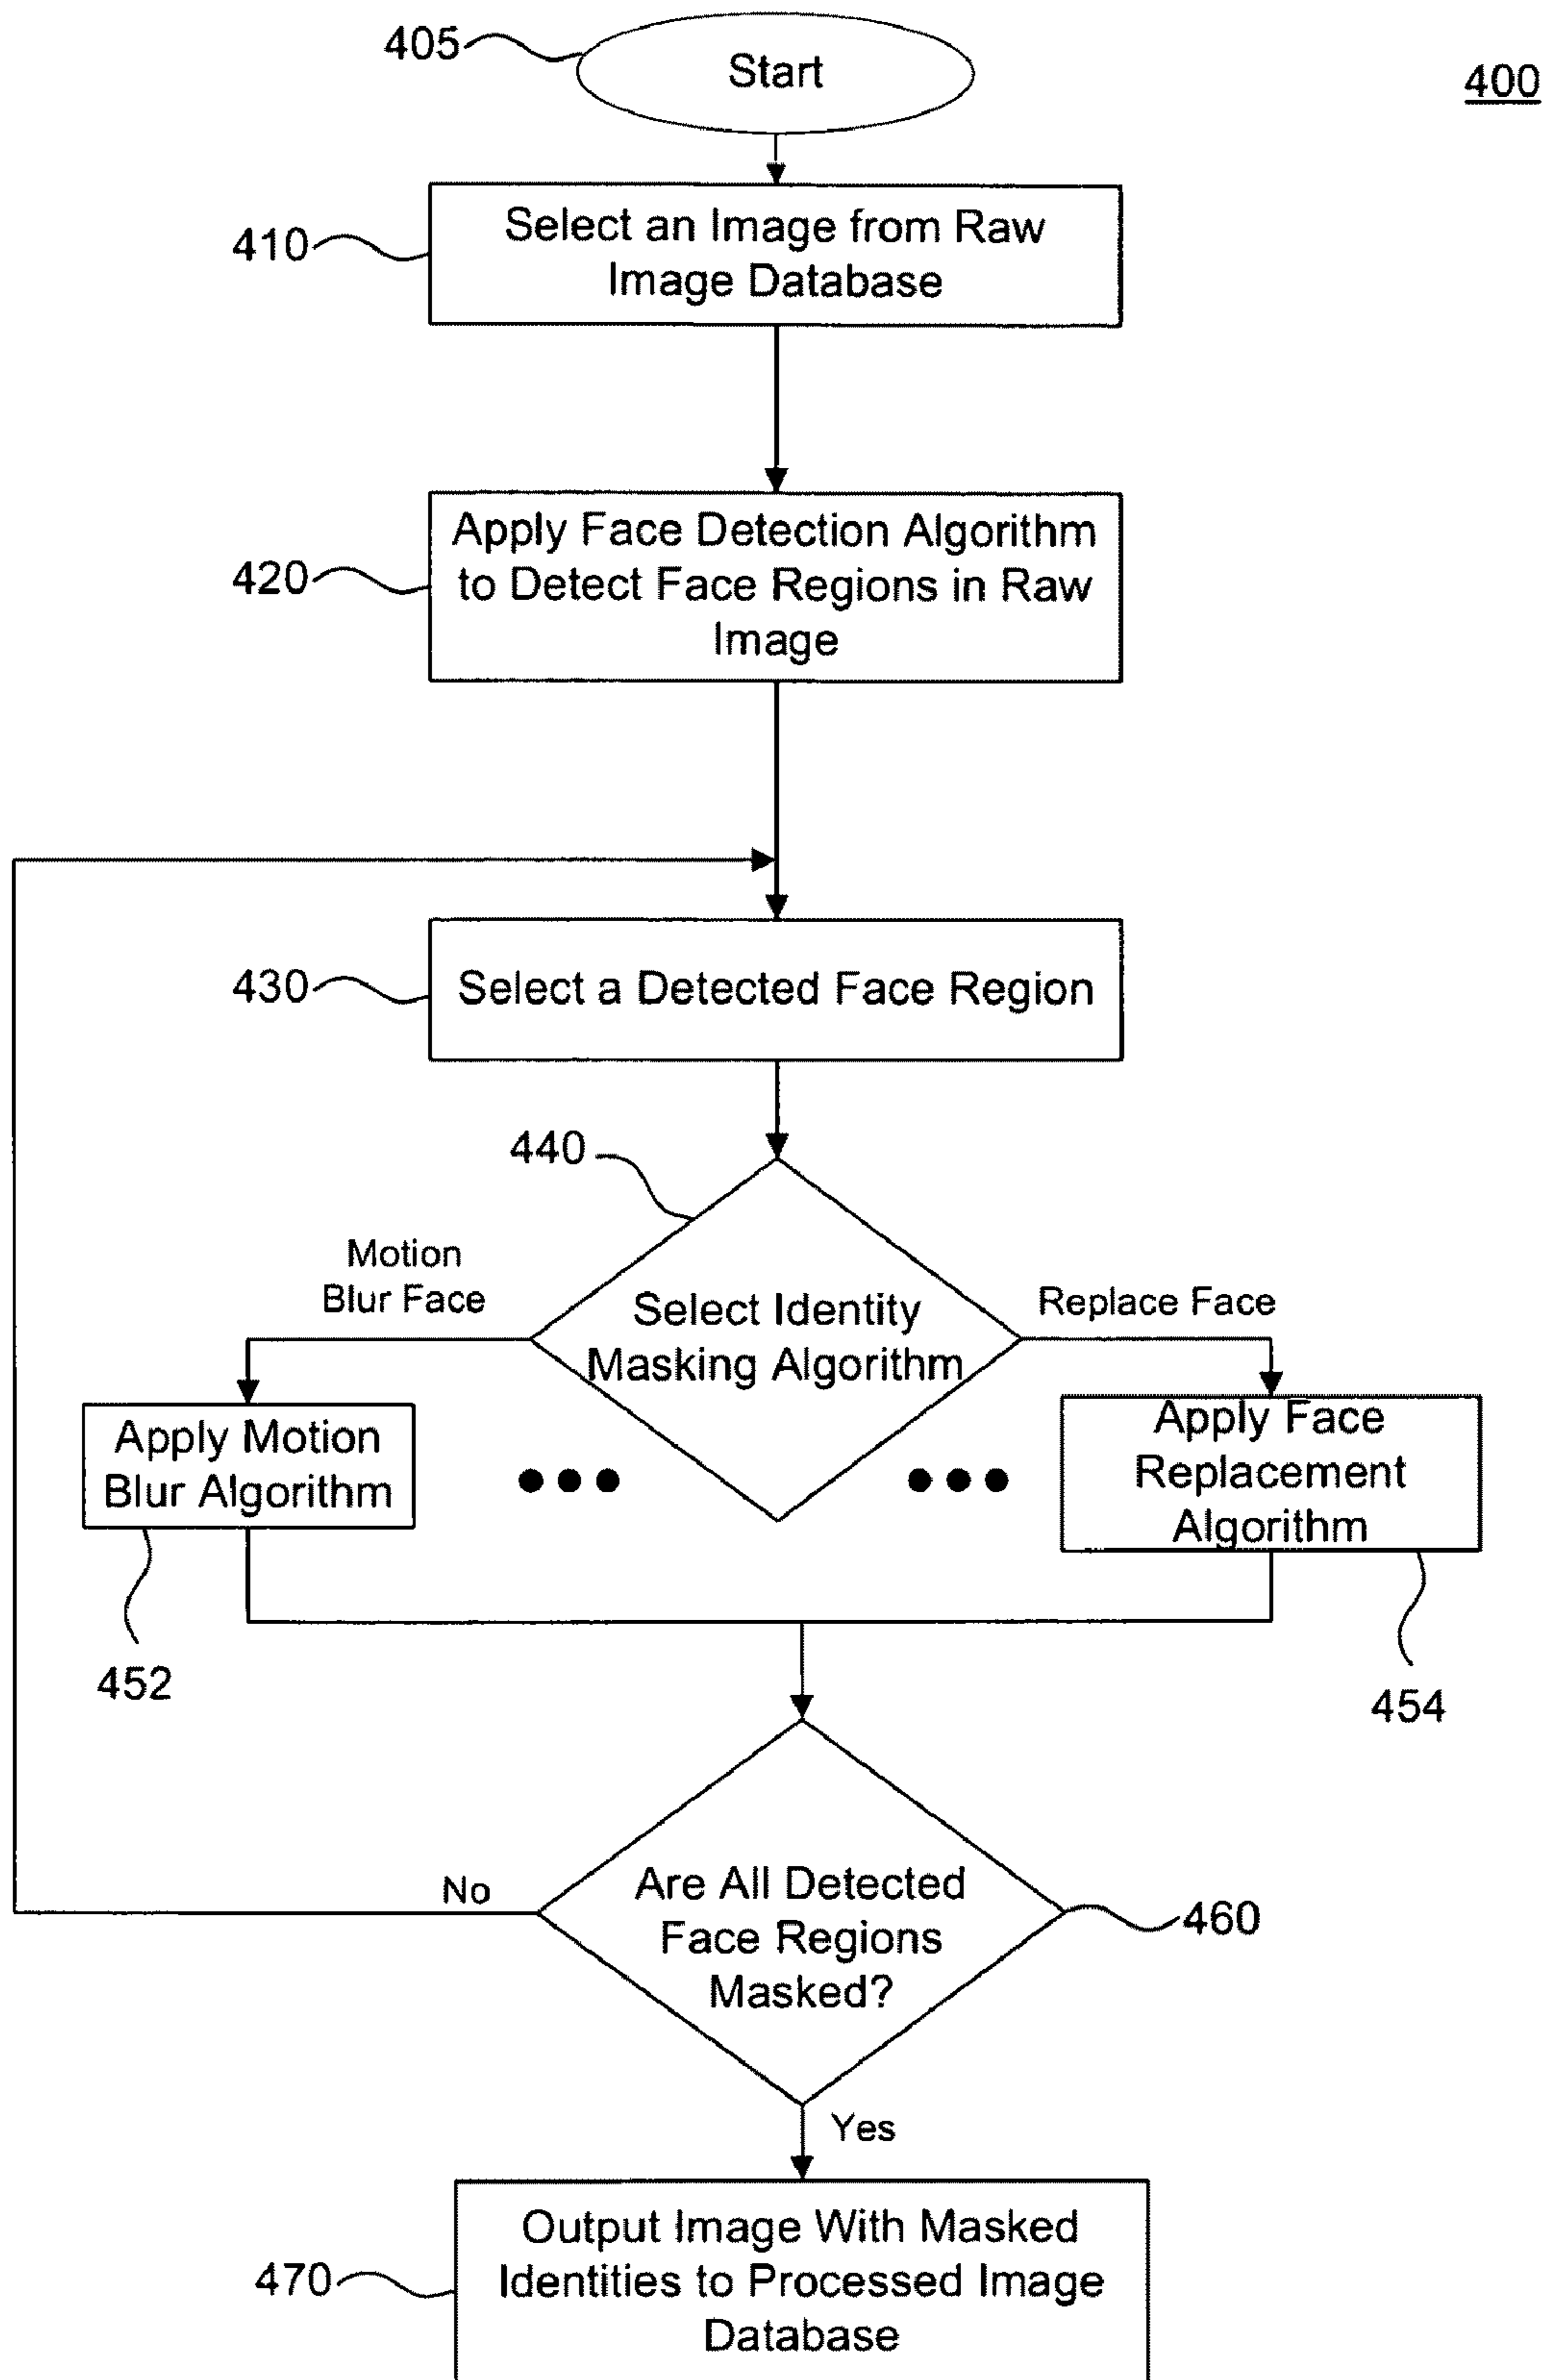 405
Start
400
410
Select an Image from Raw
Image Database
420
Apply Face Detection Algorithm
to Detect Face Regions in Raw
Image
430
Select a Detected Face Region
440
Motion
Blur Face
Select Identity
Masking Algorithm
Replace Face
Apply Motion
Blur Algorithm
Apply Face
Replacement
Algorithm
452
454
No
Are All Detected
Face Regions
Masked?
460
Yes
470
Output Image With Masked
Identities to Processed Image
Database